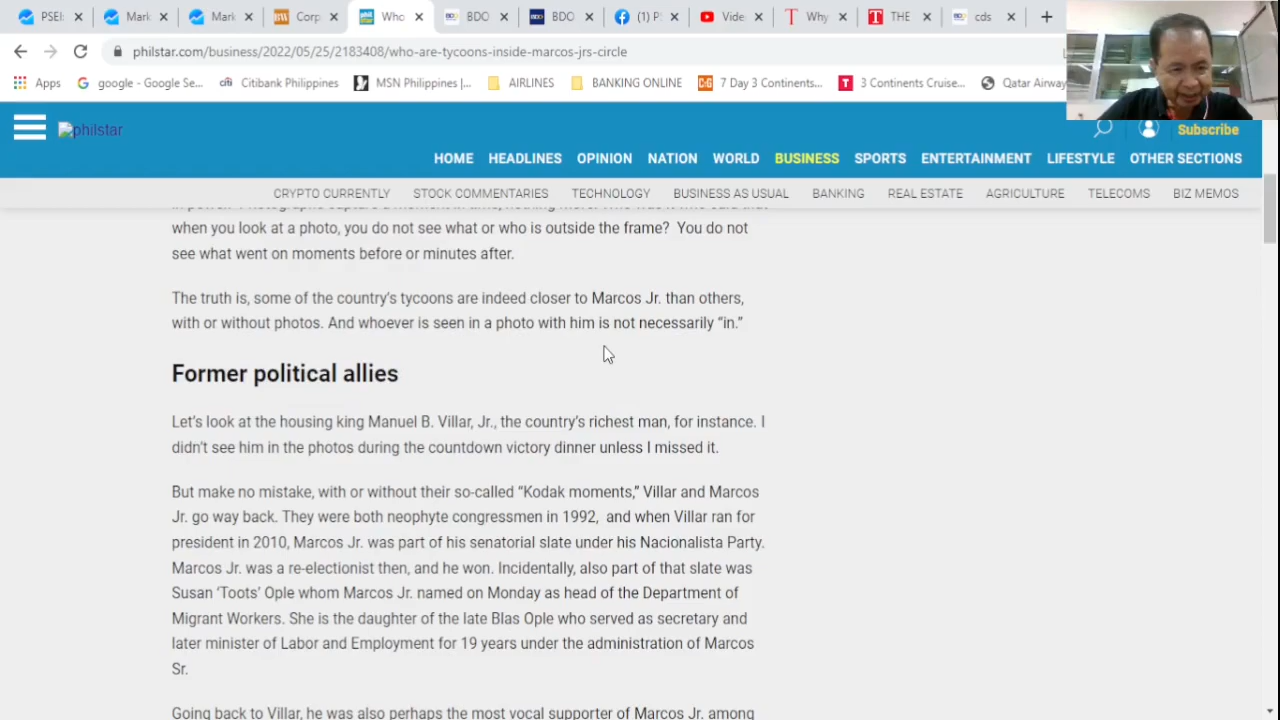 PSEI
Mark
Mark
Corp
Who
BDO
BDO
(1) P
Vide
Why
THE
cds
philstar.com/business/2022/05/25/2183408/who-are-tycoons-inside-marcos-jrs-circle
Apps
google - Google Se...
Citibank Philippines
MSN Philippines |...
AIRLINES
BANKING ONLINE
7 Day 3 Continents...
3 Continents Cruise...
Qatar Airway
philstar
Subscribe
HOME HEADLINES OPINION NATION WORLD BUSINESS SPORTS ENTERTAINMENT LIFESTYLE OTHER SECTIONS
CRYPTO CURRENTLY STOCK COMMENTARIES TECHNOLOGY BUSINESS AS USUAL BANKING REAL ESTATE AGRICULTURE TELECOMS BIZ MEMOS
when you look at a photo, you do not see what or who is outside the frame? You do not
see what went on moments before or minutes after.
The truth is, some of the country's tycoons are indeed closer to Marcos Jr. than others,
with or without photos. And whoever is seen in a photo with him is not necessarily “in.”
Former political allies
Let's look at the housing king Manuel B. Villar, Jr., the country's richest man, for instance. I
didn't see him in the photos during the countdown victory dinner unless I missed it.
But make no mistake, with or without their so-called “Kodak moments,” Villar and Marcos
Jr. go way back. They were both neophyte congressmen in 1992, and when Villar ran for
president in 2010, Marcos Jr. was part of his senatorial slate under his Nacionalista Party.
Marcos Jr. was a re-electionist then, and he won. Incidentally, also part of that slate was
Susan ‘Toots’ Ople whom Marcos Jr. named on Monday as head of the Department of
Migrant Workers. She is the daughter of the late Blas Ople who served as secretary and
later minister of Labor and Employment for 19 years under the administration of Marcos
Sr.
Going back to Villar, he was also perhaps the most vocal supporter of Marcos Jr. among